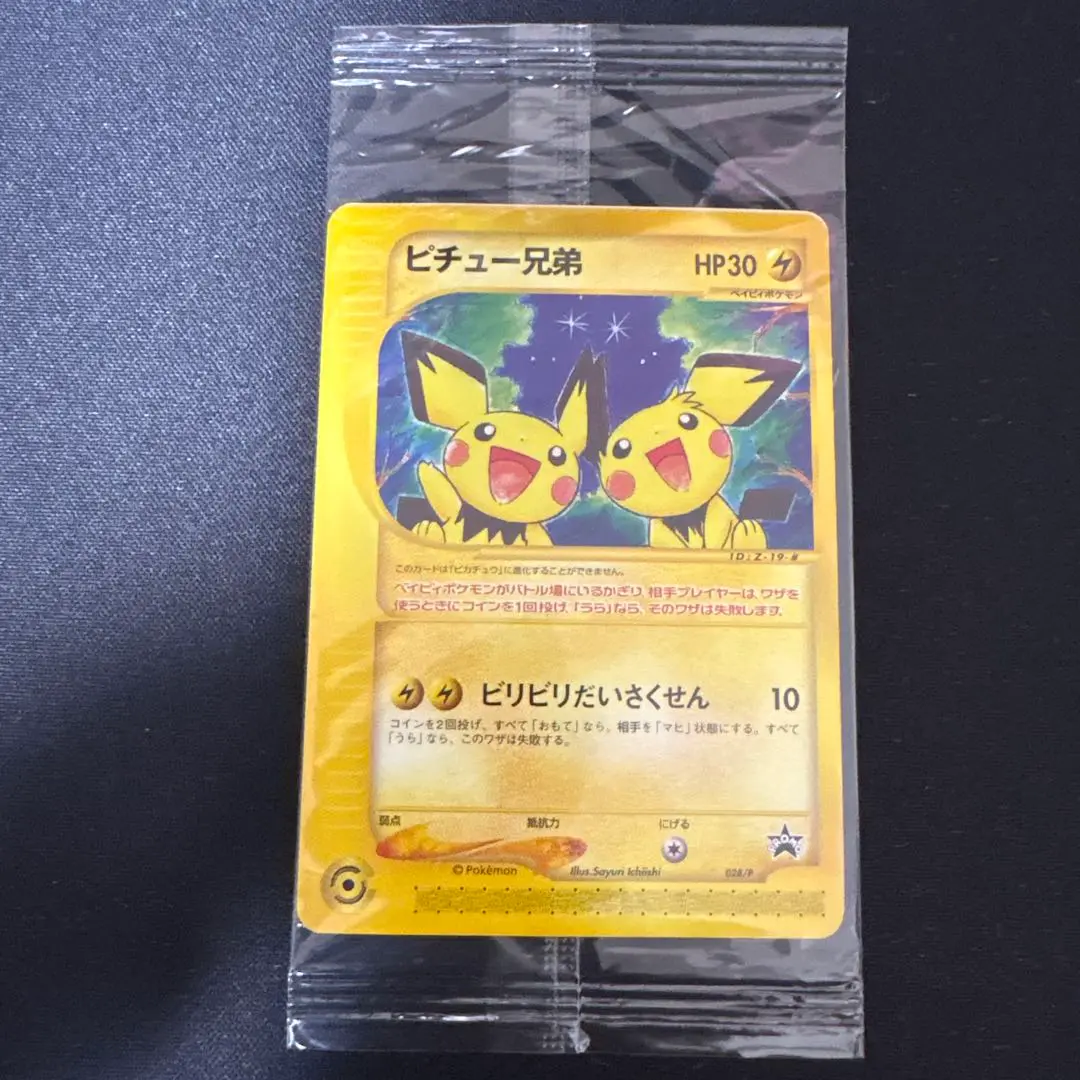 ピチュー兄弟 HP30
ベイビィポケモン
ID:Z-19-#
このカードは「ピカチュウ」に進化することができません。
ベイビィポケモンがバトル場にいるかぎり、相手プレイヤーは、ワザを
使うときにコインを1回投げ、「うら」なら、そのワザは失敗します。
ビリビリだいさくせん 10
コインを2回投げ、すべて「おもて」なら、相手を「マヒ」状態にする。すべて
「うら」なら、このワザは失敗する。
弱点 抵抗力 にげる
PROMO
© Pokémon Illus.Sayuri Ichiishi 028/P